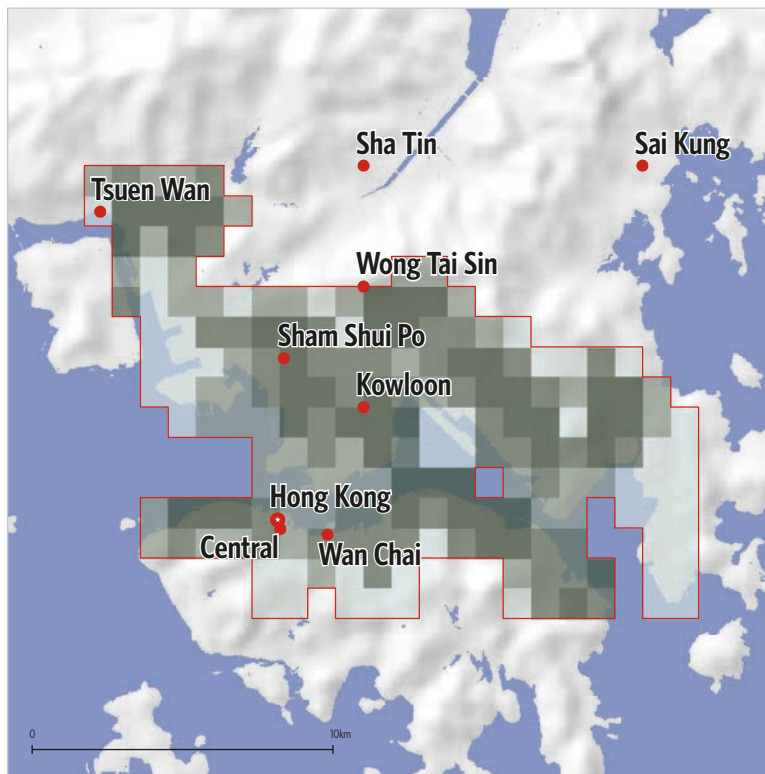 Sha Tin
Sai Kung
Tsuen Wan
Wong Tai Sin
Sham Shui Po
Kowloon
Hong Kong
Central
Wan Chai
0
10km